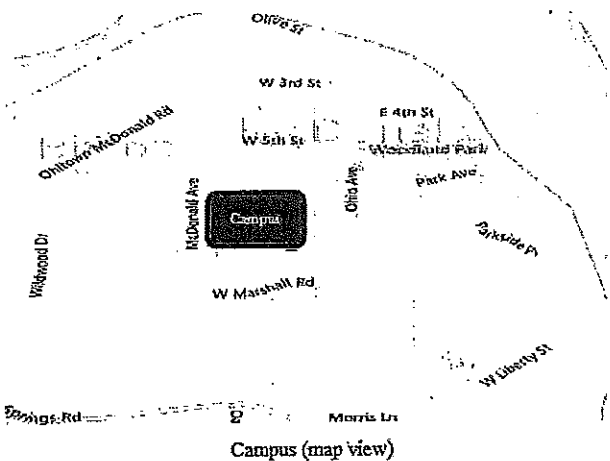 Olive St
W 3rd St
E 4th St
Ohltown McDonald Rd
W 5th St
Woodland Park
Park Ave
Ohio Ave
McDonald Ave
Campus
Parkside Pl
Wildwood Dr
W Marshall Rd
W Liberty St
Springs Rd
Morris Ln
Campus (map view)